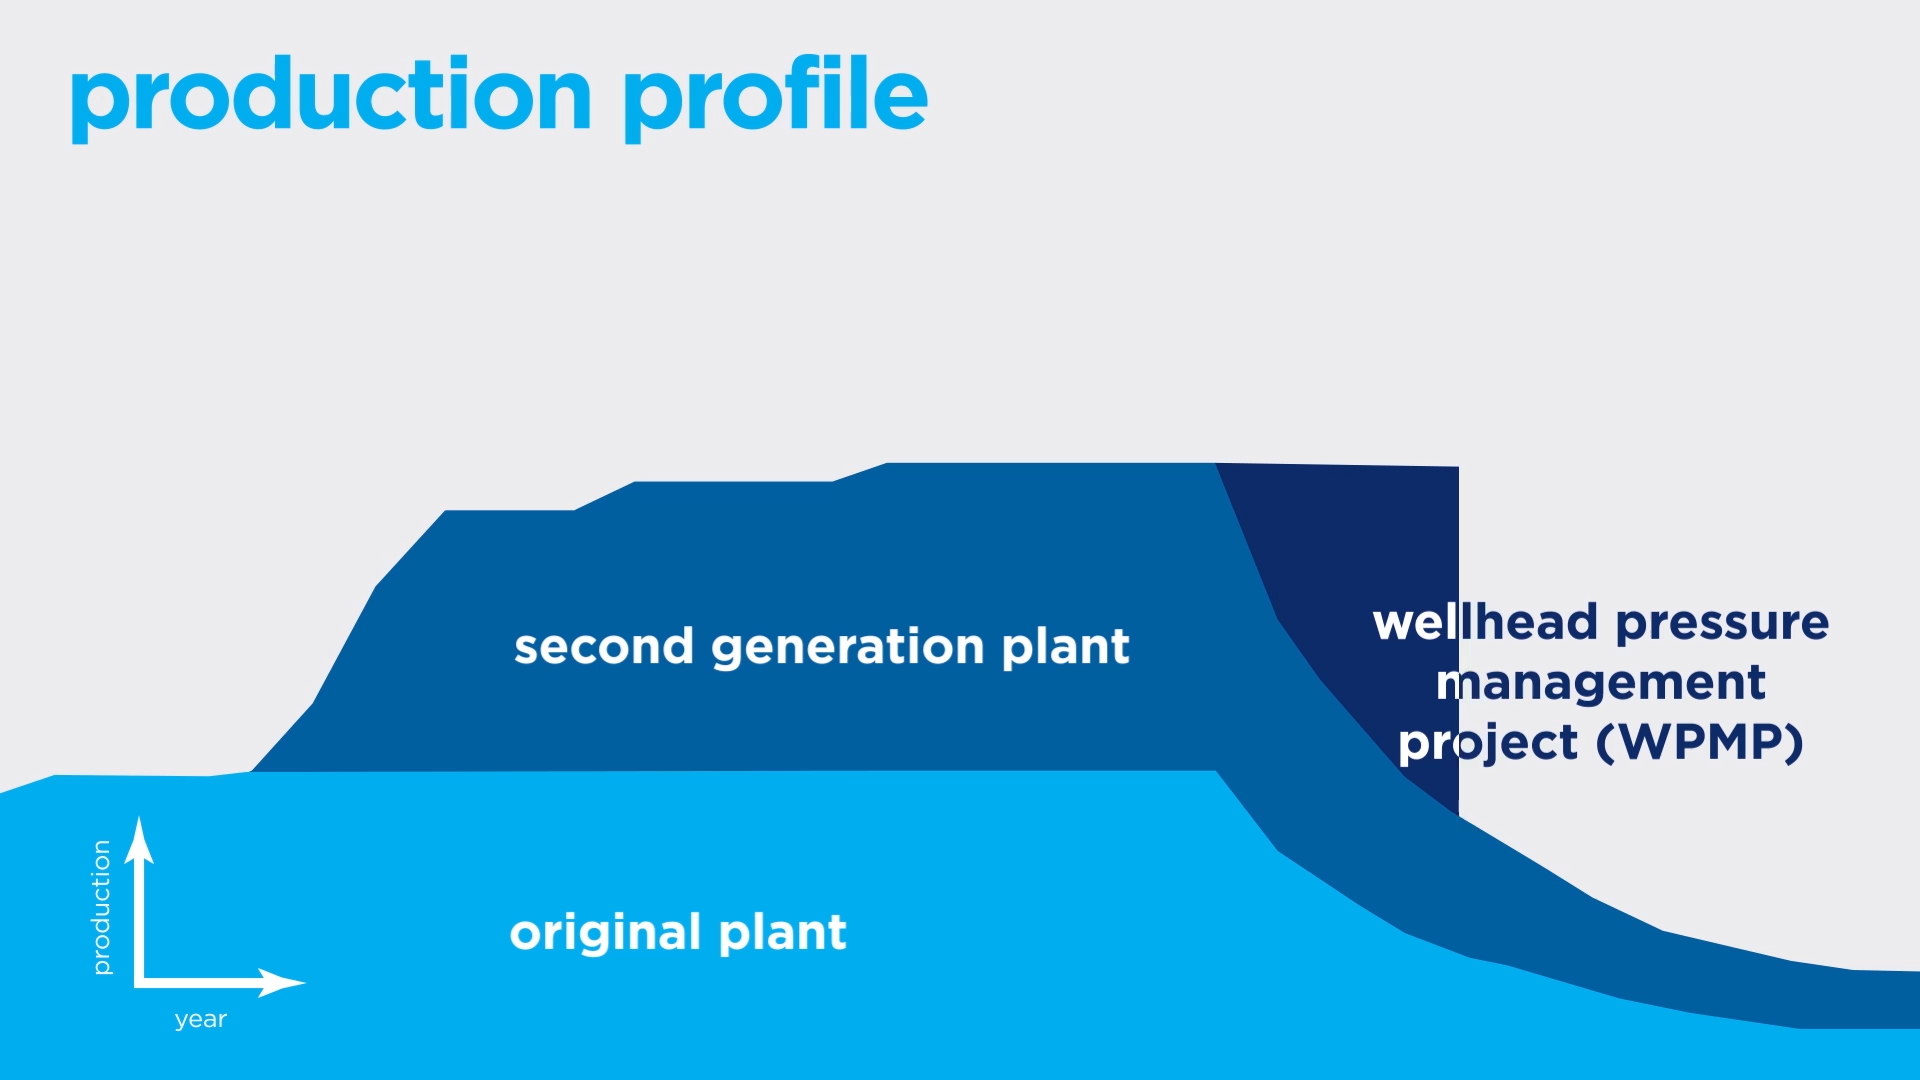 production profile
second generation plant
wellhead pressure
management
project (WPMP)
original plant
production
year